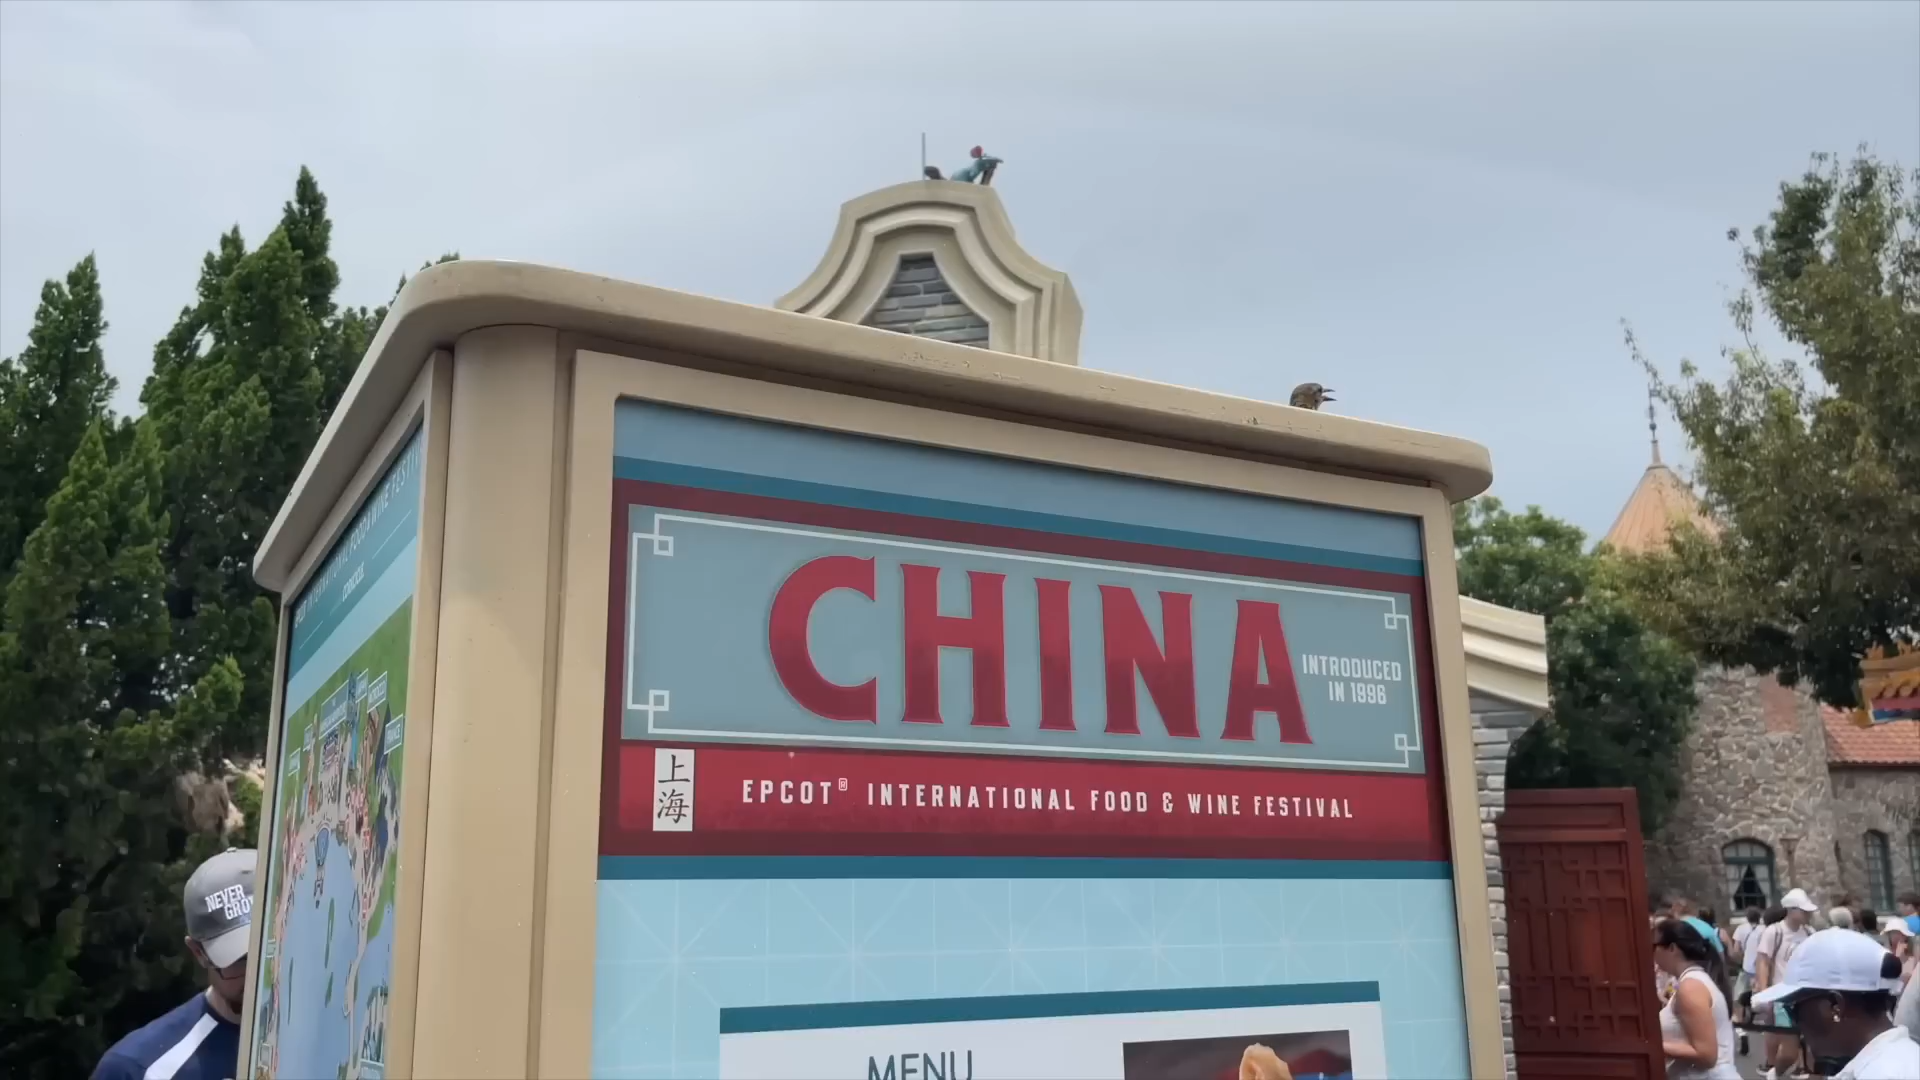 CHINA
INTRODUCED
IN 1996
上
海
EPCOT® INTERNATIONAL FOOD & WINE FESTIVAL
MENU
NEVER